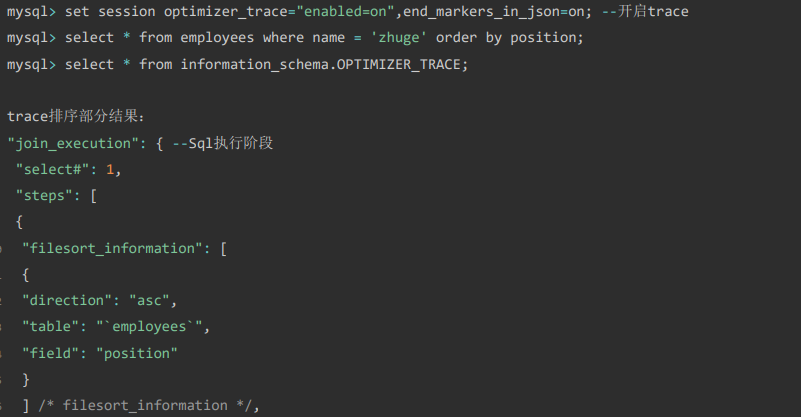 mysql> set session optimizer_trace="enabled=on",end_markers_in_json=on; --开启trace
mysql> select * from employees where name = 'zhuge' order by position;
mysql> select * from information_schema.OPTIMIZER_TRACE;
trace排序部分结果：
"join_execution": { --Sql执行阶段
"select#": 1,
"steps": [
{
"filesort_information": [
{
"direction": "asc",
"table": "`employees`",
"field": "position"
}
] /* filesort_information */,